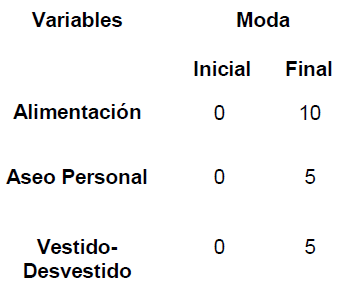 Variables Moda
Inicial Final
Alimentación 0 10
Aseo Personal 0 5
Vestido- 0 5
Desvestido